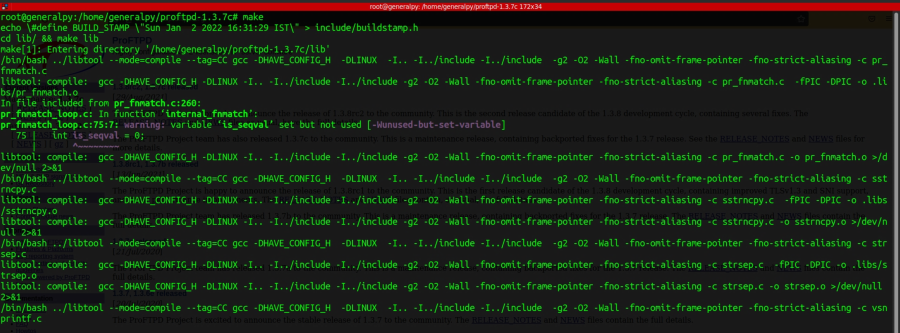 root@generalpy:/home/generalpy/proftpd-1.3.7c 172x34
root@generalpy:/home/generalpy/proftpd-1.3.7c# make
echo \#define BUILD_STAMP \"Sun Jan  2 2022 16:31:29 IST\" > include/buildstamp.h
cd lib/ && make lib
make[1]: Entering directory '/home/generalpy/proftpd-1.3.7c/lib'
/bin/bash ../libtool --mode=compile --tag=CC gcc -DHAVE_CONFIG_H  -DLINUX  -I.. -I../include -I../include  -g2 -O2 -Wall -fno-omit-frame-pointer -fno-strict-aliasing -c pr_
fnmatch.c
libtool: compile:  gcc -DHAVE_CONFIG_H -DLINUX -I.. -I../include -I../include -g2 -O2 -Wall -fno-omit-frame-pointer -fno-strict-aliasing -c pr_fnmatch.c  -fPIC -DPIC -o .li
bs/pr_fnmatch.o
In file included from pr_fnmatch.c:260:
pr_fnmatch_loop.c: In function ‘internal_fnmatch’:
pr_fnmatch_loop.c:75:7: warning: variable ‘is_seqval’ set but not used [-Wunused-but-set-variable]
75 |   int is_seqval = 0;
|       ^~~~~~~~~
libtool: compile:  gcc -DHAVE_CONFIG_H -DLINUX -I.. -I../include -I../include -g2 -O2 -Wall -fno-omit-frame-pointer -fno-strict-aliasing -c pr_fnmatch.c -o pr_fnmatch.o >/d
ev/null 2>&1
/bin/bash ../libtool --mode=compile --tag=CC gcc -DHAVE_CONFIG_H  -DLINUX  -I.. -I../include -I../include  -g2 -O2 -Wall -fno-omit-frame-pointer -fno-strict-aliasing -c sst
rncpy.c
libtool: compile:  gcc -DHAVE_CONFIG_H -DLINUX -I.. -I../include -I../include -g2 -O2 -Wall -fno-omit-frame-pointer -fno-strict-aliasing -c sstrncpy.c  -fPIC -DPIC -o .libs
/sstrncpy.o
libtool: compile:  gcc -DHAVE_CONFIG_H -DLINUX -I.. -I../include -I../include -g2 -O2 -Wall -fno-omit-frame-pointer -fno-strict-aliasing -c sstrncpy.c -o sstrncpy.o >/dev/n
ull 2>&1
/bin/bash ../libtool --mode=compile --tag=CC gcc -DHAVE_CONFIG_H  -DLINUX  -I.. -I../include -I../include  -g2 -O2 -Wall -fno-omit-frame-pointer -fno-strict-aliasing -c str
sep.c
libtool: compile:  gcc -DHAVE_CONFIG_H -DLINUX -I.. -I../include -I../include -g2 -O2 -Wall -fno-omit-frame-pointer -fno-strict-aliasing -c strsep.c  -fPIC -DPIC -o .libs/s
trsep.o
libtool: compile:  gcc -DHAVE_CONFIG_H -DLINUX -I.. -I../include -I../include -g2 -O2 -Wall -fno-omit-frame-pointer -fno-strict-aliasing -c strsep.c -o strsep.o >/dev/null
2>&1
/bin/bash ../libtool --mode=compile --tag=CC gcc -DHAVE_CONFIG_H  -DLINUX  -I.. -I../include -I../include  -g2 -O2 -Wall -fno-omit-frame-pointer -fno-strict-aliasing -c vsn
printf.c